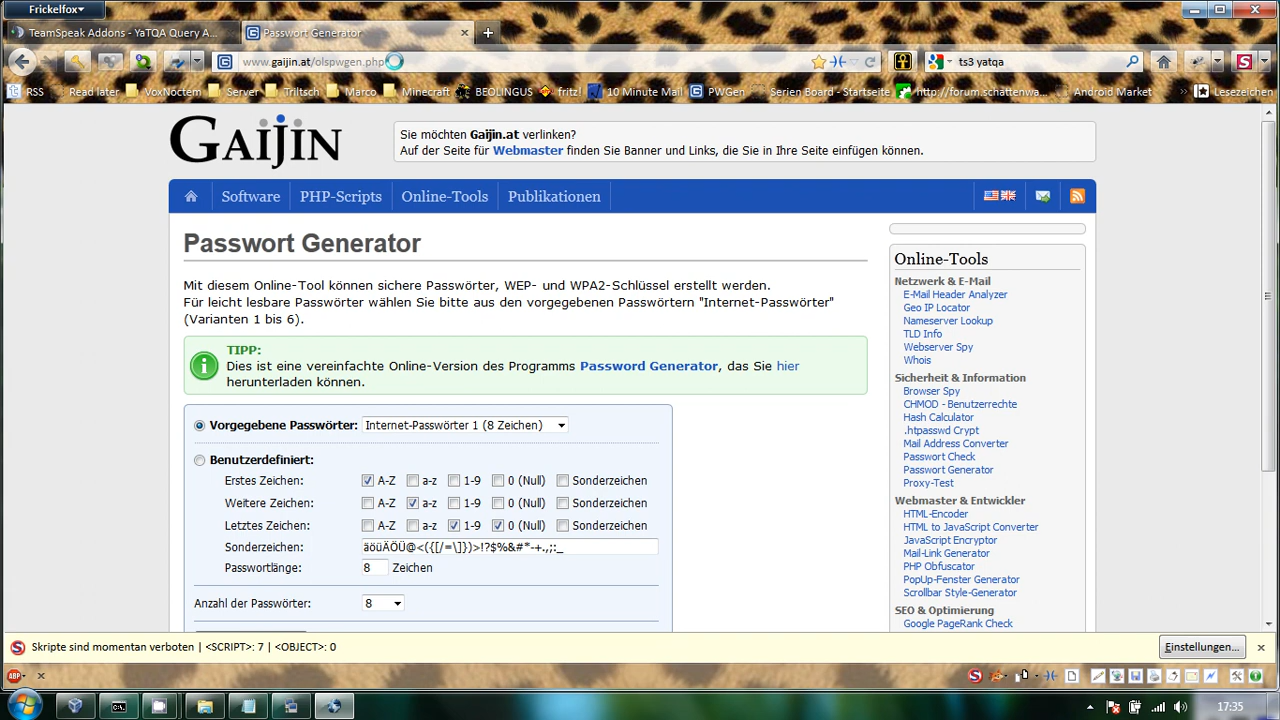 Frickelfox
TeamSpeak Addons - YaTQA Query A...
Passwort Generator
www.gaijin.at/olspwgen.php
ts3 yatqa
RSS
Read later
VoxNoctem
Server
Triltsch
Marco
Minecraft
BEOLINGUS
fritz!
10 Minute Mail
PWGen
Serien Board - Startseite
http://forum.schattenwa...
Android Market
Lesezeichen
GAIJIN
Sie möchten Gaijin.at verlinken?
Auf der Seite für Webmaster finden Sie Banner und Links, die Sie in Ihre Seite einfügen können.
Software
PHP-Scripts
Online-Tools
Publikationen
Passwort Generator
Mit diesem Online-Tool können sichere Passwörter, WEP- und WPA2-Schlüssel erstellt werden.
Für leicht lesbare Passwörter wählen Sie bitte aus den vorgegebenen Passwörtern "Internet-Passwörter"
(Varianten 1 bis 6).
TIPP:
Dies ist eine vereinfachte Online-Version des Programms Password Generator, das Sie hier
herunterladen können.
Vorgegebene Passwörter: Internet-Passwörter 1 (8 Zeichen)
Benutzerdefiniert:
Erstes Zeichen: A-Z a-z 1-9 0 (Null) Sonderzeichen
Weitere Zeichen: A-Z a-z 1-9 0 (Null) Sonderzeichen
Letztes Zeichen: A-Z a-z 1-9 0 (Null) Sonderzeichen
Sonderzeichen: äöüÄÖÜ@<({[/=\]})>!?$%&#*-+.,;:_
Passwortlänge: 8 Zeichen
Anzahl der Passwörter: 8
Online-Tools
Netzwerk & E-Mail
E-Mail Header Analyzer
Geo IP Locator
Nameserver Lookup
TLD Info
Webserver Spy
Whois
Sicherheit & Information
Browser Spy
CHMOD - Benutzerrechte
Hash Calculator
.htpasswd Crypt
Mail Address Converter
Passwort Check
Passwort Generator
Proxy-Test
Webmaster & Entwickler
HTML-Encoder
HTML to JavaScript Converter
JavaScript Encryptor
Mail-Link Generator
PHP Obfuscator
PopUp-Fenster Generator
Scrollbar Style-Generator
SEO & Optimierung
Google PageRank Check
Skripte sind momentan verboten | <SCRIPT>: 7 | <OBJECT>: 0
Einstellungen...
ABP
17:35